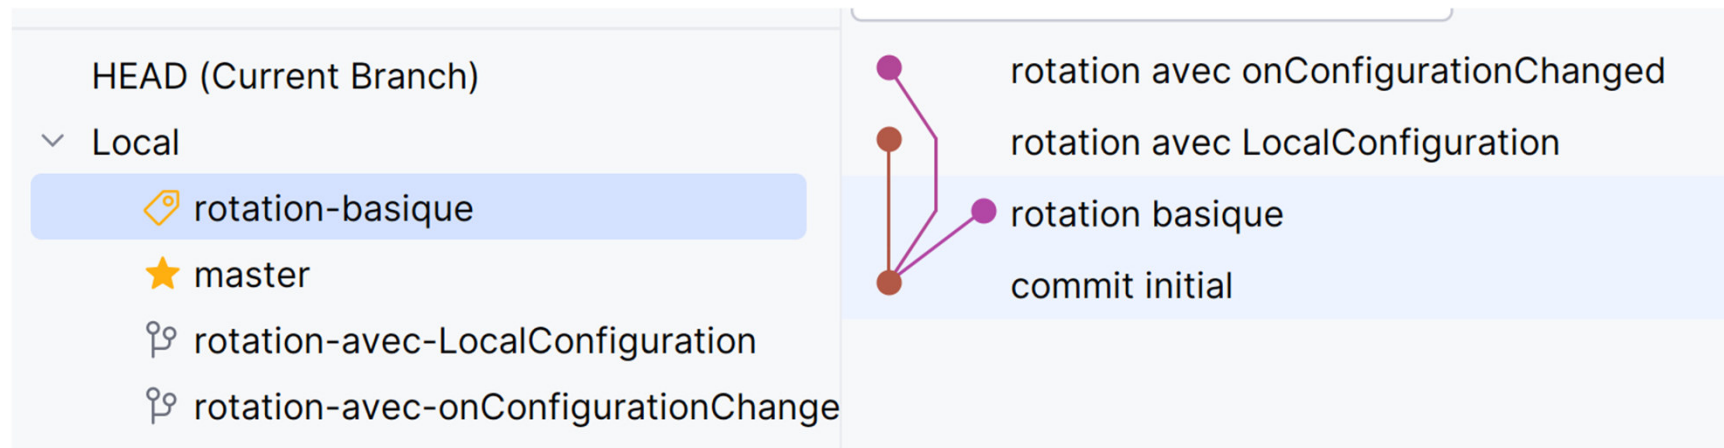 HEAD (Current Branch)
Local
rotation-basique
master
rotation-avec-LocalConfiguration
rotation-avec-onConfigurationChange
rotation avec onConfigurationChanged
rotation avec LocalConfiguration
rotation basique
commit initial